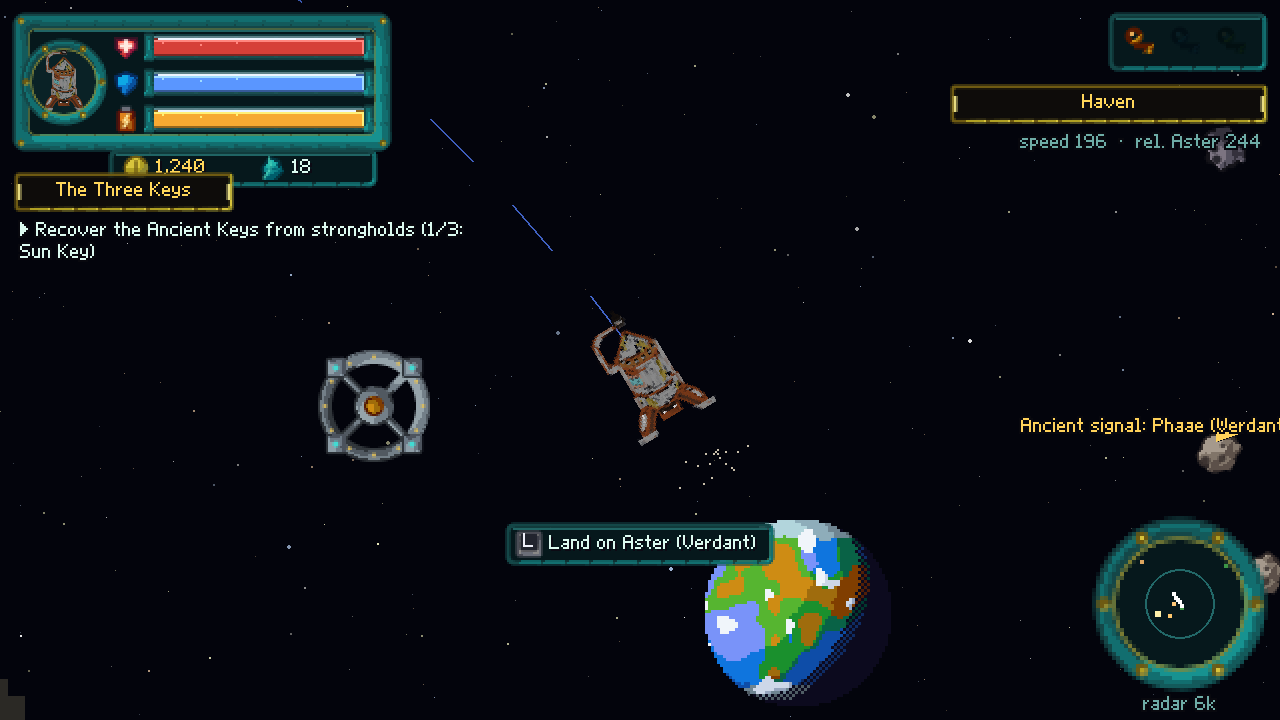 1,240
18
The Three Keys
Recover the Ancient Keys from strongholds (1/3:
Sun Key)
Haven
speed 196 · rel. Aster 244
Ancient signal: Phaae (Verdant
L Land on Aster (Verdant)
radar 6k